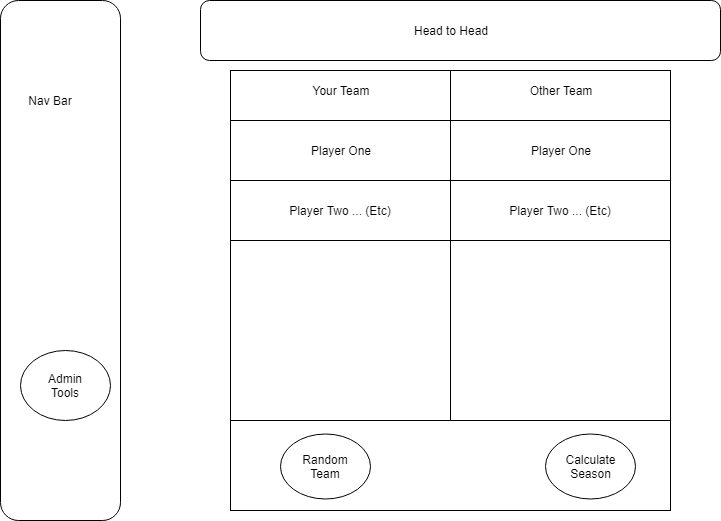 Head to Head
Nav Bar
Your Team
Other Team
Player One
Player One
Player Two ... (Etc)
Player Two ... (Etc)
Admin
Tools
Random
Team
Calculate
Season